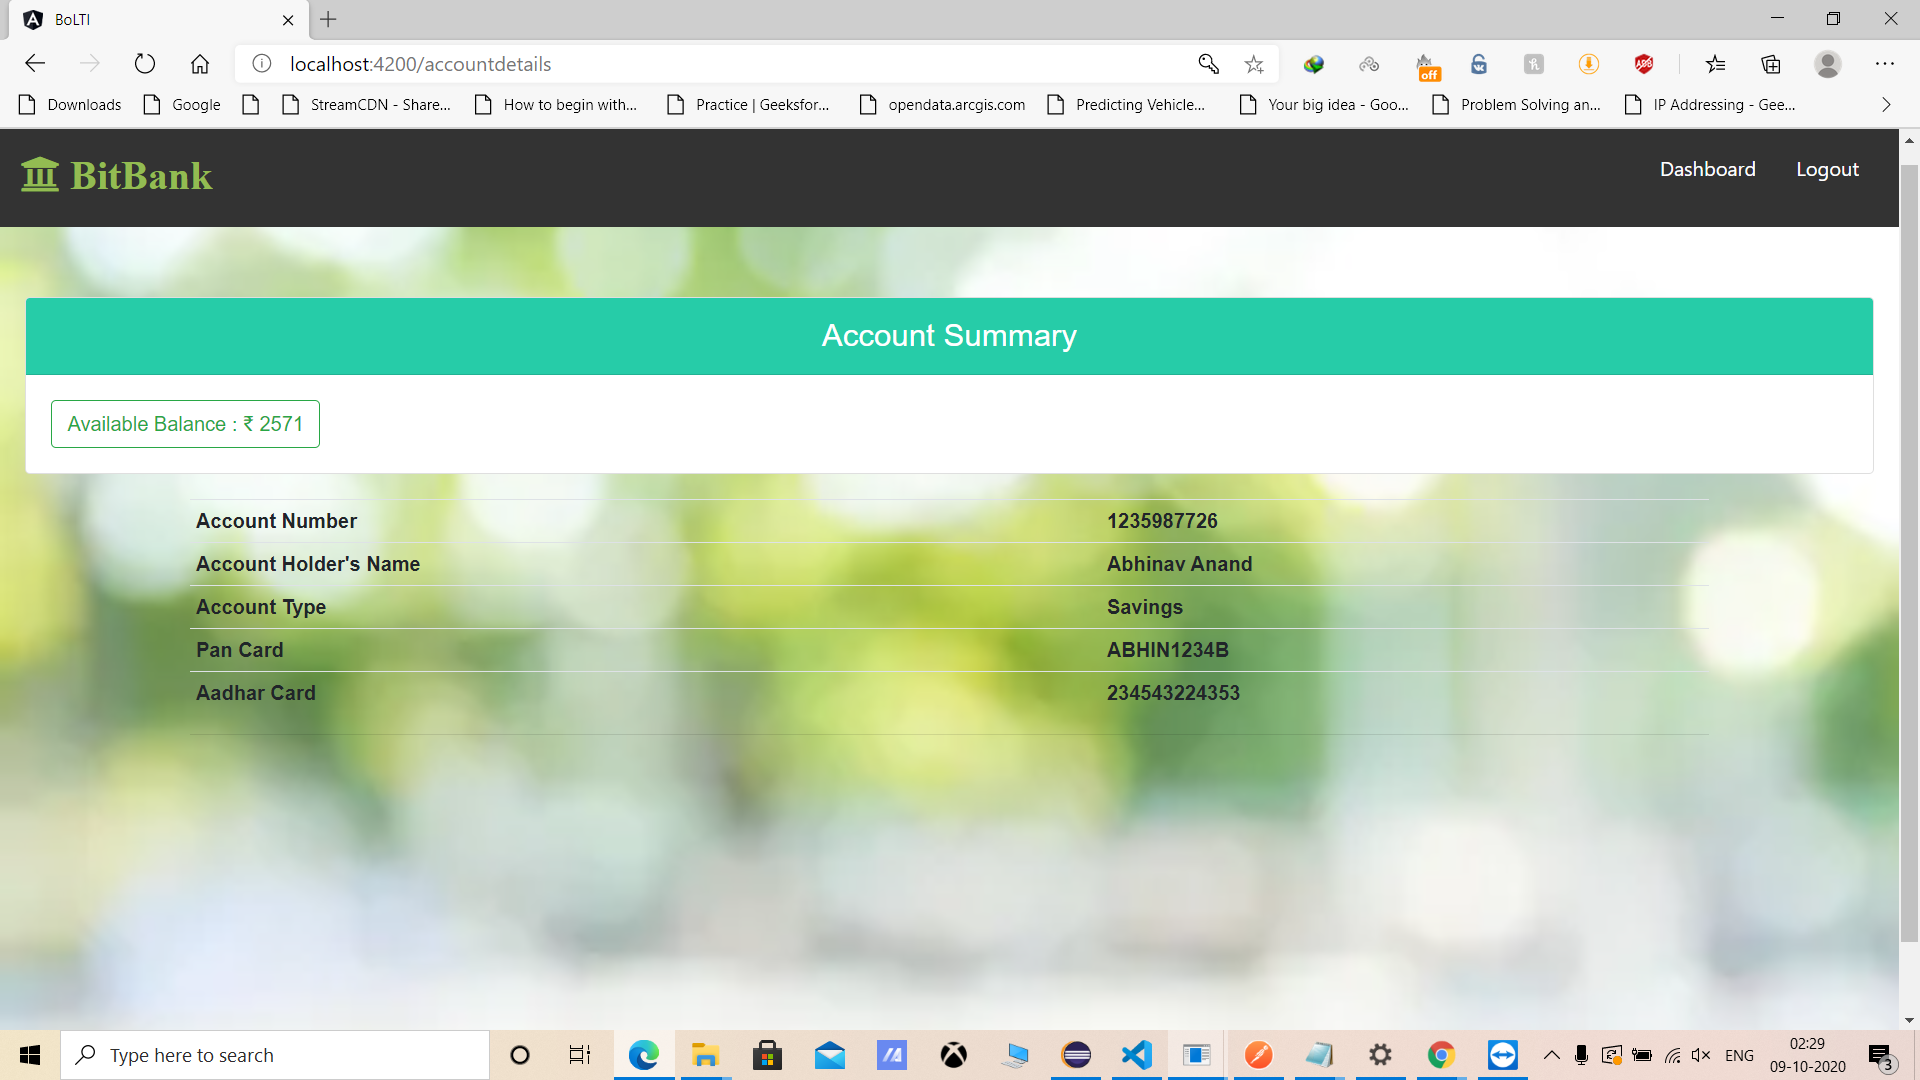 BoLTI
localhost:4200/accountdetails
off
Downloads Google StreamCDN - Share... How to begin with... Practice | Geeksfor... opendata.arcgis.com Predicting Vehicle... Your big idea - Goo... Problem Solving an... IP Addressing - Gee...
BitBank Dashboard Logout
Account Summary
Available Balance : ₹ 2571
Account Number 1235987726
Account Holder's Name Abhinav Anand
Account Type Savings
Pan Card ABHIN1234B
Aadhar Card 234543224353
Type here to search
ENG
02:29
09-10-2020
3